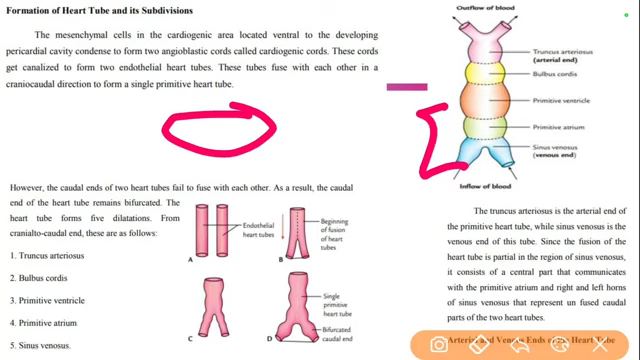 Formation of Heart Tube and its Subdivisions
The mesenchymal cells in the cardiogenic area located ventral to the developing
pericardial cavity condense to form two angioblastic cords called cardiogenic cords. These cords
get canalized to form two endothelial heart tubes. These tubes fuse with each other in a
craniocaudal direction to form a single primitive heart tube.
However, the caudal ends of two heart tubes fail to fuse with each other. As a result, the caudal
end of the heart tube remains bifurcated. The
heart tube forms five dilatations. From
cranialto-caudal end, these are as follows:
1. Truncus arteriosus
2. Bulbus cordis
3. Primitive ventricle
4. Primitive atrium
5. Sinus venosus.
Endothelial
heart tubes
A
Beginning
of fusion
of heart
tubes
B
C
Single
primitive
heart tube
Bifurcated
caudal end
D
Outflow of blood
Truncus arteriosus
(arterial end)
Bulbus cordis
Primitive ventricle
Primitive atrium
Sinus venosus
(venous end)
Inflow of blood
The truncus arteriosus is the arterial end of
the primitive heart tube, while sinus venosus is
the venous end of this tube. Since the fusion of
the heart tube is partial in the region of sinus venosus,
it consists of a central part that communicates
with the primitive atrium and right and left horns
of sinus venosus that represent un fused caudal
parts of the two heart tubes.
Arterial and Venous Ends of the Heart Tube